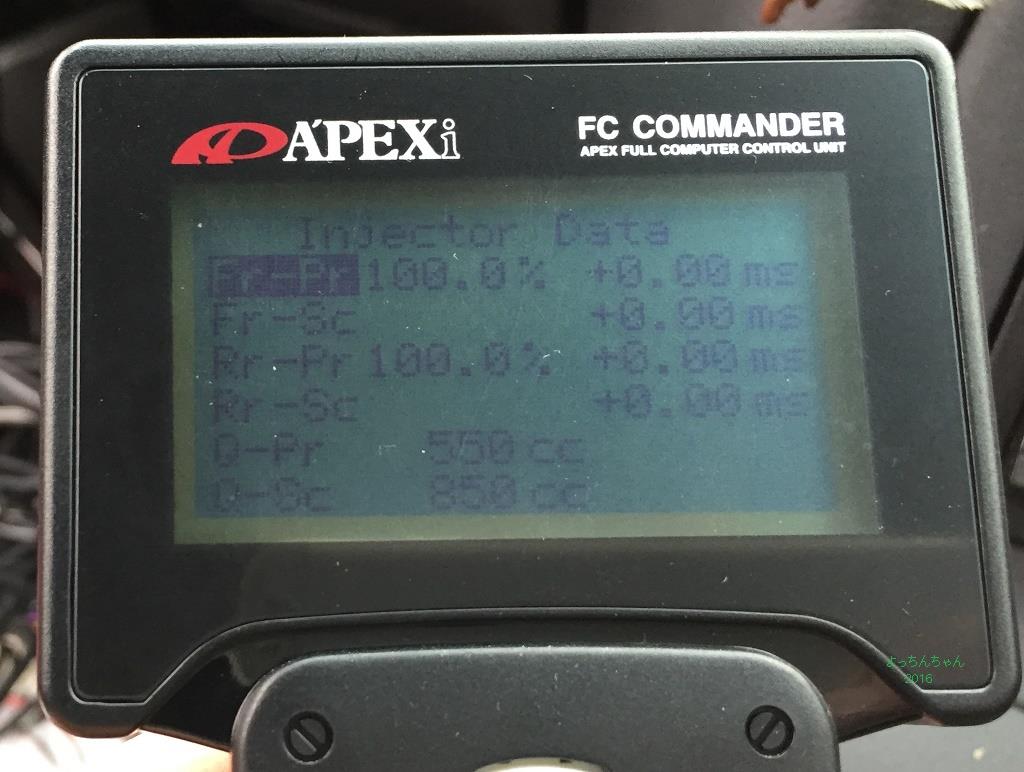 A'PEXi
FC COMMANDER
APEX FULL COMPUTER CONTROL UNIT
Injector Data
Fr-Pr 100.0% +0.00 ms
Fr-Sc +0.00 ms
Rr-Pr 100.0% +0.00 ms
Rr-Sc +0.00 ms
Q-Pr 550 cc
Q-Sc 850 cc
よっちんちゃん
2016